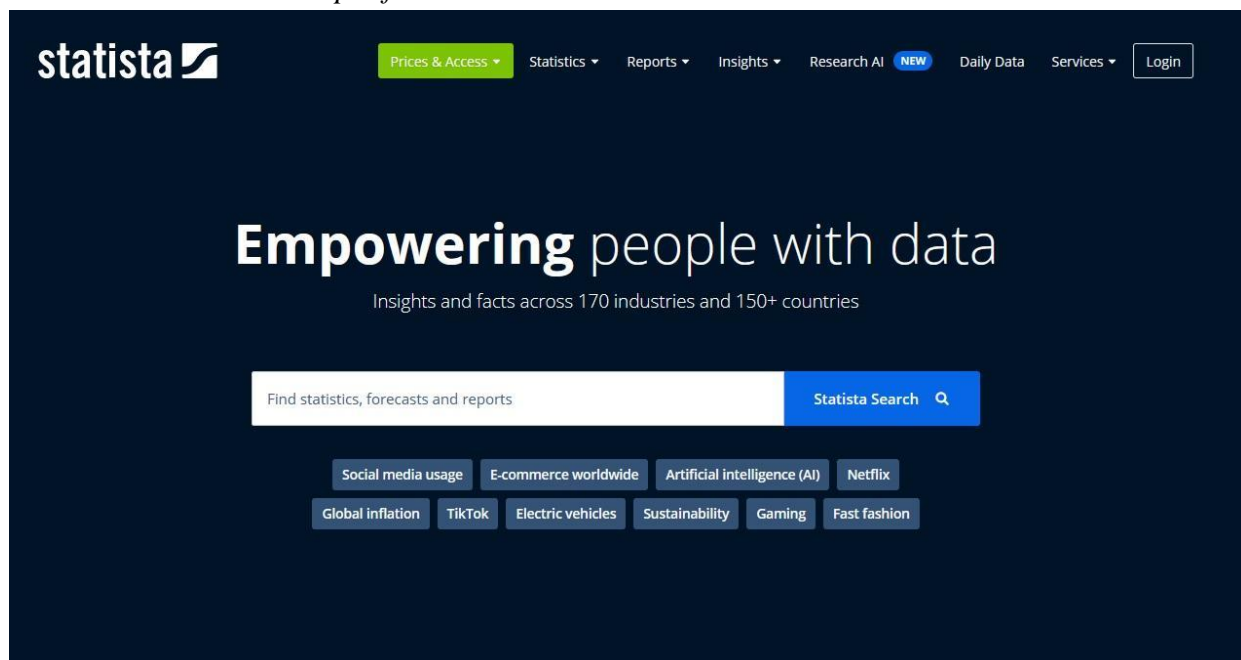 statista
Prices & Access Statistics Reports Insights Research AI NEW Daily Data Services Login
Empowering people with data
Insights and facts across 170 industries and 150+ countries
Find statistics, forecasts and reports Statista Search
Social media usage E-commerce worldwide Artificial intelligence (AI) Netflix
Global inflation TikTok Electric vehicles Sustainability Gaming Fast fashion